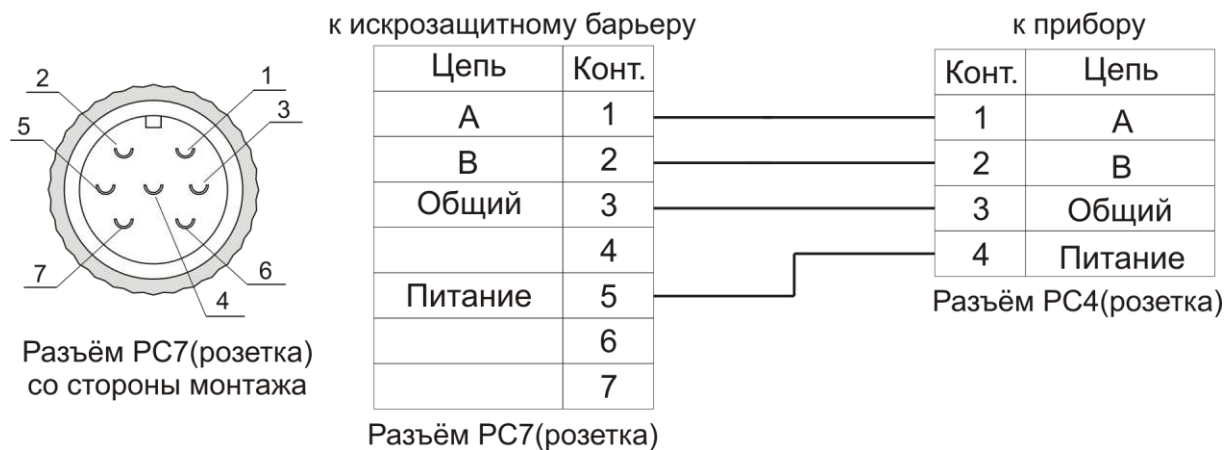 к искрозащитному барьеру
к прибору
2
1
3
5
7
6
4
Разъём РС7(розетка)
со стороны монтажа
Цепь Конт.
А 1
В 2
Общий 3
4
Питание 5
6
7
Разъём РС7(розетка)
Конт. Цепь
1 А
2 В
3 Общий
4 Питание
Разъём РС4(розетка)